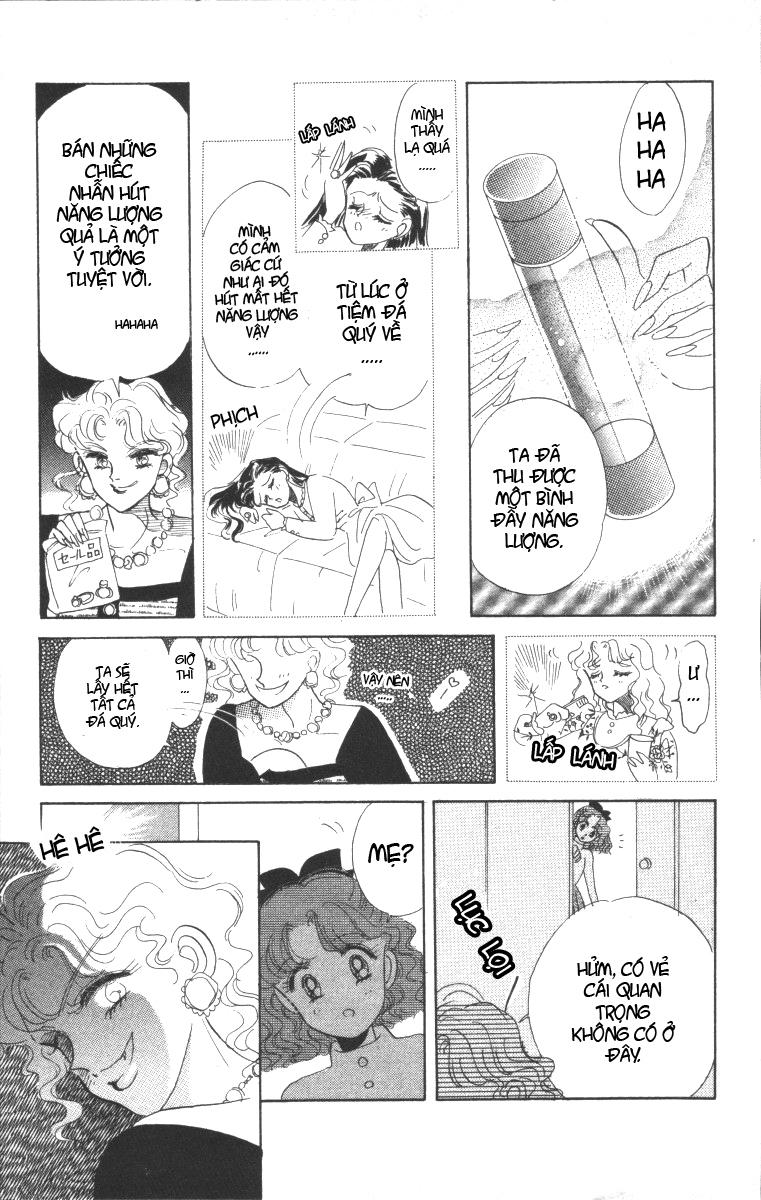 HA
HA
HA
TA ĐÃ
THU ĐƯỢC
MỘT BÌNH
ĐẦY NĂNG
LƯỢNG.
MÌNH
THẤY
LẠ QUÁ
.....
LẤP LÁNH
TỪ LÚC Ở
TIỆM ĐÁ
QUÝ VỀ
.....
MÌNH
CÓ CẢM
GIÁC CỨ
NHƯ AI ĐÓ
HÚT MẤT HẾT
NĂNG LƯỢNG
VẬY
......
PHỊCH
BÁN NHỮNG
CHIẾC
NHẪN HÚT
NĂNG LƯỢNG
QUẢ LÀ MỘT
Ý TƯỞNG
TUYỆT VỜI.
HAHAHA
セール品
Ư
...
LẤP LÁNH
VẬY NÊN
.....
GIỜ
THÌ
...
TA SẼ
LẤY HẾT
TẤT CẢ
ĐÁ QUÝ.
LỤC LỌI
HỬM, CÓ VẺ
CÁI QUAN
TRỌNG
KHÔNG CÓ Ở
ĐÂY.
MẸ?
HÊ HÊ